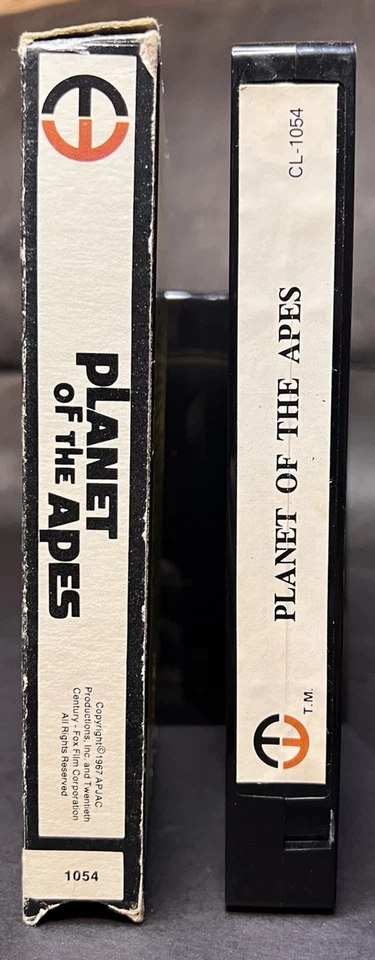 PLANET
OF THE APES
Copyright©1967 APJAC
Productions, Inc. and Twentieth
Century - Fox Film Corporation
All Rights Reserved
1054
CL-1054
PLANET OF THE APES
T.M.